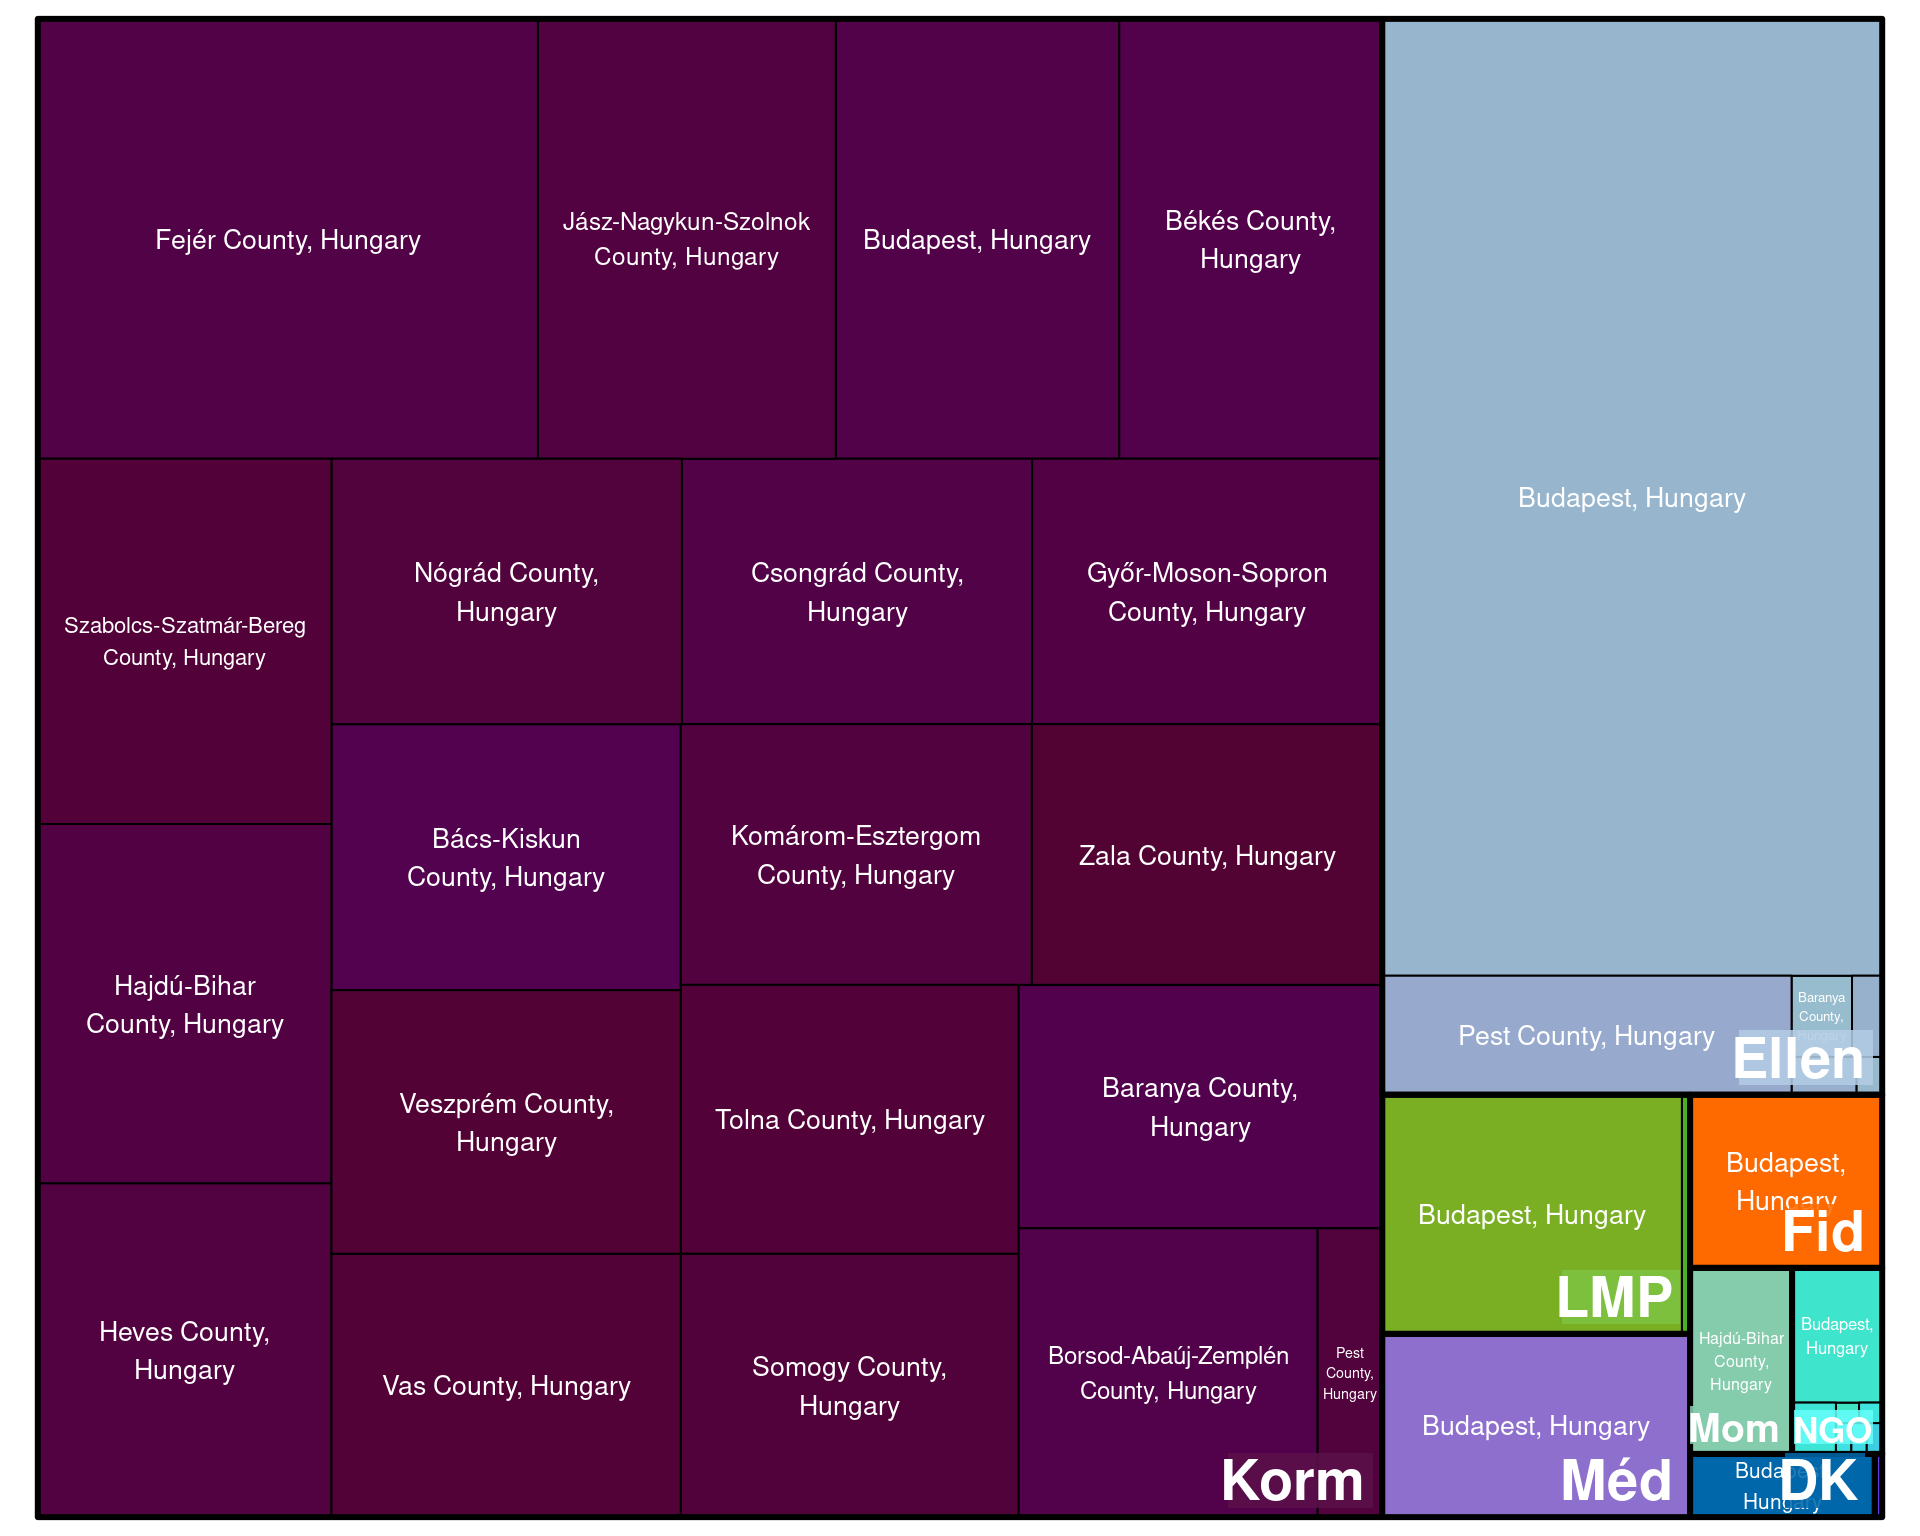 Fejér County, Hungary
Jász-Nagykun-Szolnok
County, Hungary
Budapest, Hungary
Békés County,
Hungary
Szabolcs-Szatmár-Bereg
County, Hungary
Nógrád County,
Hungary
Csongrád County,
Hungary
Győr-Moson-Sopron
County, Hungary
Bács-Kiskun
County, Hungary
Komárom-Esztergom
County, Hungary
Zala County, Hungary
Hajdú-Bihar
County, Hungary
Veszprém County,
Hungary
Tolna County, Hungary
Baranya County,
Hungary
Heves County,
Hungary
Vas County, Hungary
Somogy County,
Hungary
Borsod-Abaúj-Zemplén
County, Hungary
Pest
County,
Hungary
Korm
Budapest, Hungary
Pest County, Hungary
Baranya
County,
Hungary
Ellen
Budapest, Hungary
LMP
Budapest,
Hungary
Fid
Budapest, Hungary
Méd
Hajdú-Bihar
County,
Hungary
Mom
Budapest,
Hungary
NGO
Budapest,
Hungary
DK